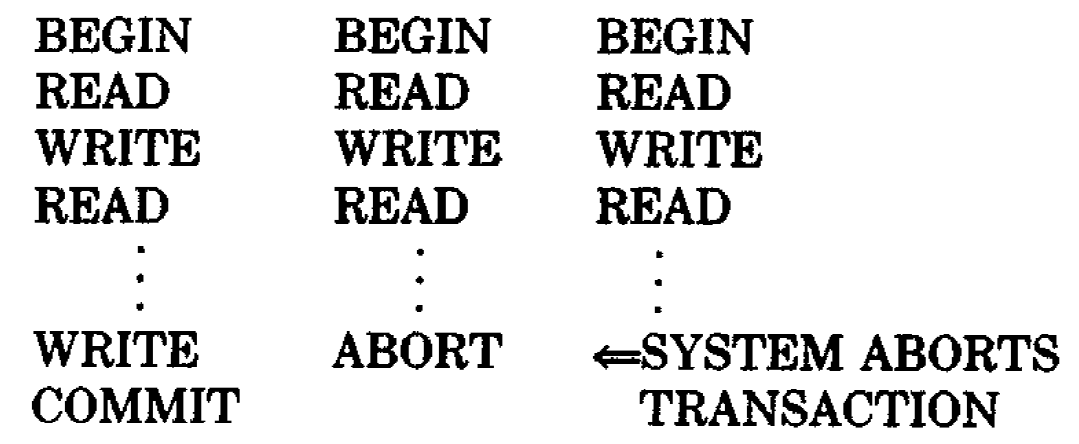 BEGIN BEGIN BEGIN
READ READ READ
WRITE WRITE WRITE
READ READ READ
. . .
. . .
. . .
WRITE ABORT ⇐SYSTEM ABORTS
COMMIT TRANSACTION